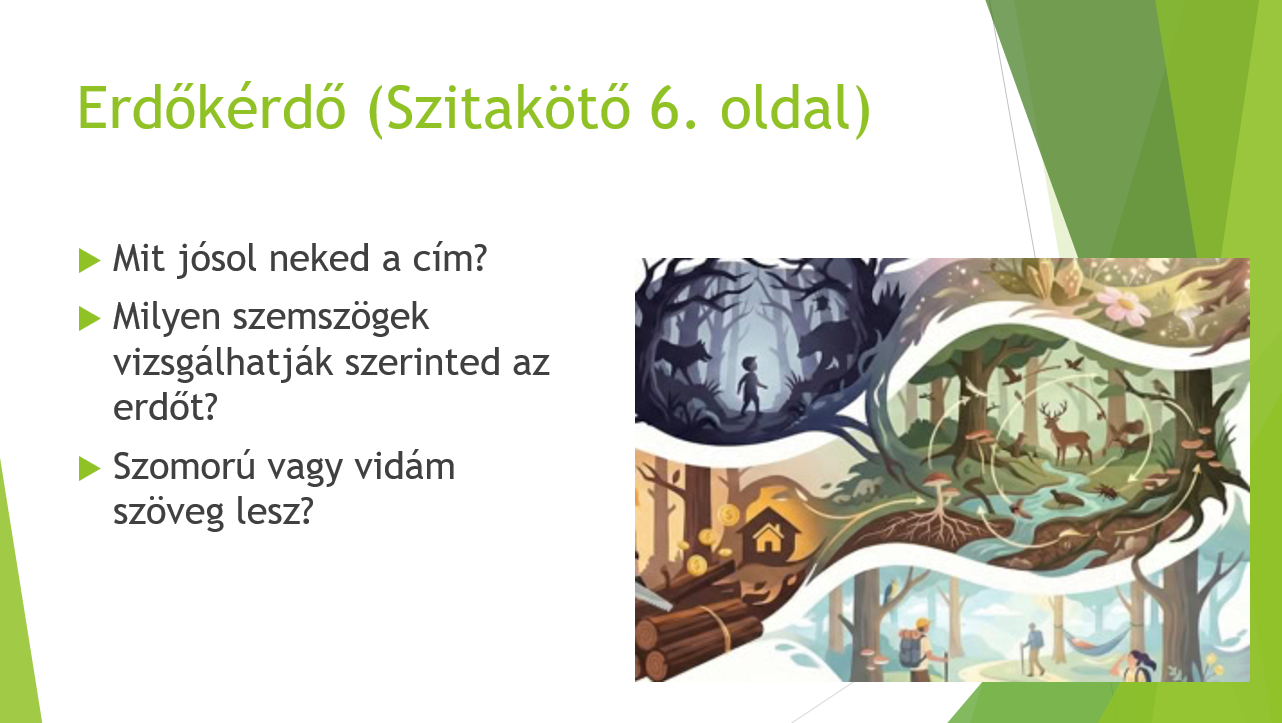 Erdőkérdő (Szitakötő 6. oldal)
Mit jósol neked a cím?
Milyen szemszögek
vizsgálhatják szerinted az
erdőt?
Szomorú vagy vidám
szöveg lesz?